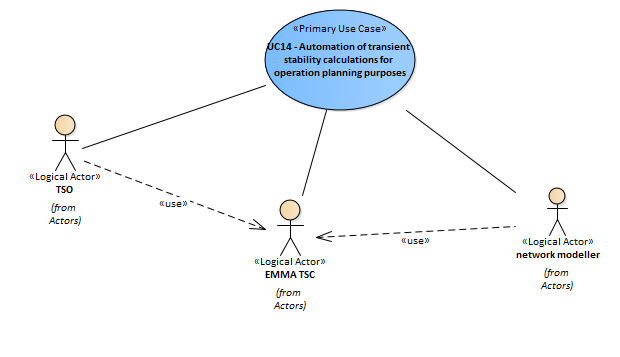 «Primary Use Case»
UC14 - Automation of transient
stability calculations for
operation planning purposes
«Logical Actor»
TSO
(from
Actors)
«use»
«Logical Actor»
EMMA TSC
(from
Actors)
«use»
«Logical Actor»
network modeller
(from
Actors)